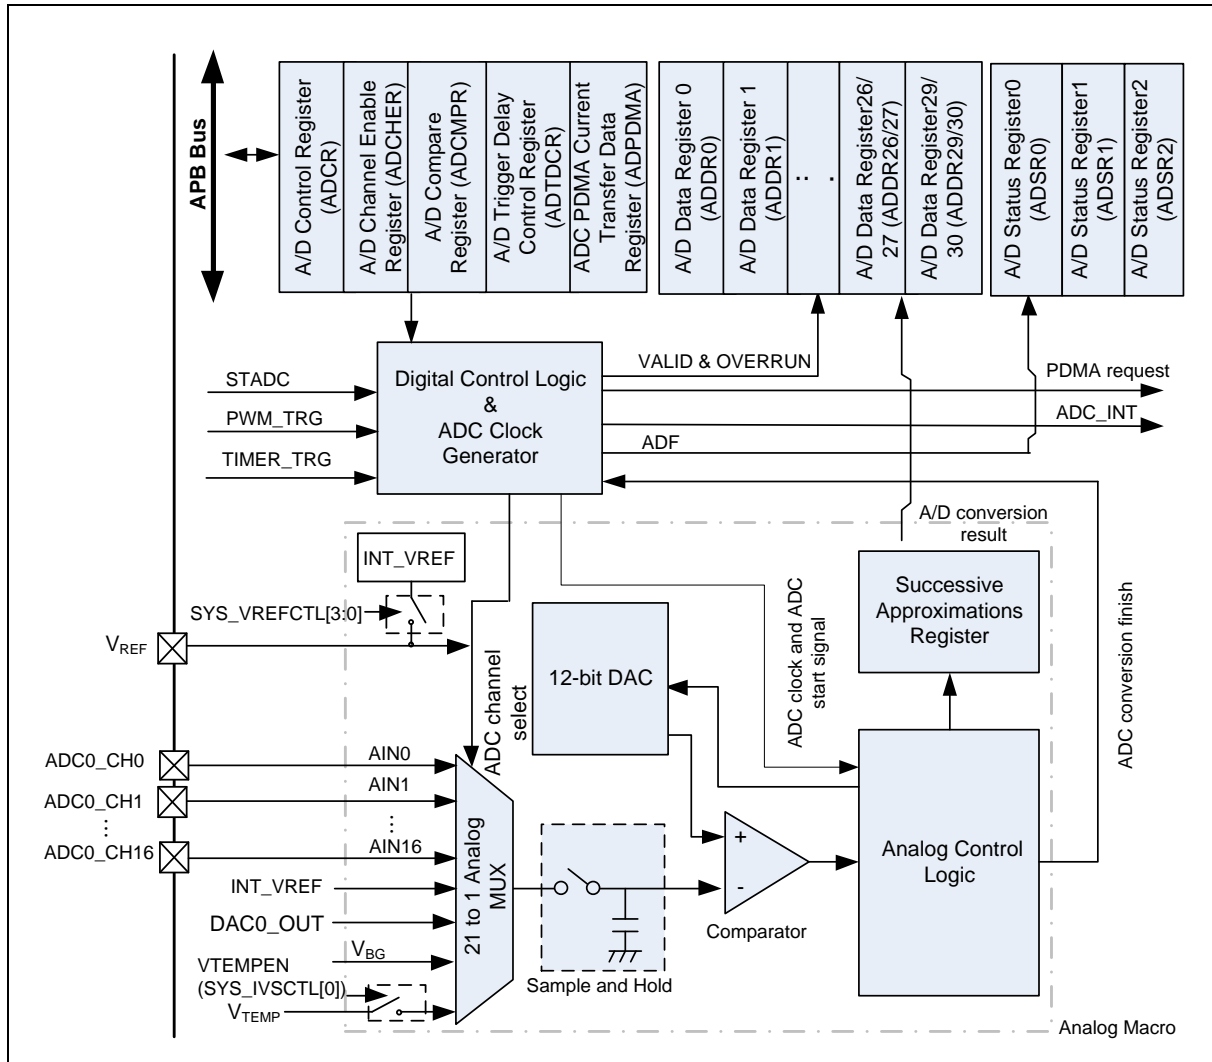 APB Bus
A/D Control Register
(ADCR)
A/D Channel Enable
Register (ADCHER)
A/D Compare
Register (ADCMPR)
A/D Trigger Delay
Control Register
(ADTDCR)
ADC PDMA Current
Transfer Data
Register (ADPDMA)
A/D Data Register 0
(ADDR0)
A/D Data Register 1
(ADDR1)
.. .
A/D Data Register26/
27 (ADDR26/27)
A/D Data Register29/
30 (ADDR29/30)
A/D Status Register0
(ADSR0)
A/D Status Register1
(ADSR1)
A/D Status Register2
(ADSR2)
STADC
PWM_TRG
TIMER_TRG
Digital Control Logic
&
ADC Clock
Generator
VALID & OVERRUN
PDMA request
ADC_INT
ADF
A/D conversion
result
INT_VREF
SYS_VREFCTL[3:0]
VREF
ADC channel
select
12-bit DAC
ADC clock and ADC
start signal
Successive
Approximations
Register
ADC conversion finish
ADC0_CH0
AIN0
ADC0_CH1
AIN1
...
...
ADC0_CH16
AIN16
INT_VREF
DAC0_OUT
VBG
VTEMPEN
(SYS_IVSCTL[0])
VTEMP
21 to 1 Analog
MUX
Sample and Hold
+
-
Comparator
Analog Control
Logic
Analog Macro